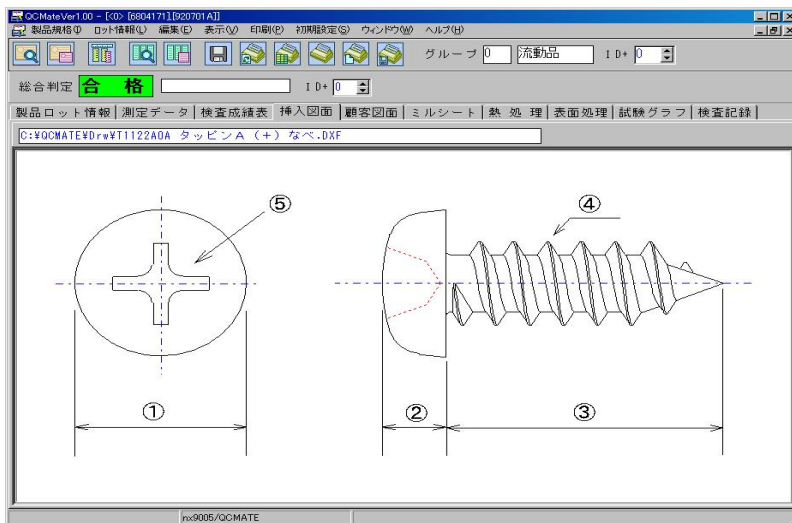 QCMateVer1.00 - [<0> [6804171].[920701A]]
製品規格(I) ロット情報(L) 編集(E) 表示(V) 印刷(P) 初期設定(S) ウィンドウ(W) ヘルプ(H)
グループ 0 流動品 ID+ 0
総合判定 合格 ID+ 0
製品ロット情報 測定データ 検査成績表 挿入図面 顧客図面 ミルシート 熱処理 表面処理 試験グラフ 検査記録
C:¥QCMATE¥Drw¥T1122A0A タッピンA (+) なべ.DXF
⑤ ④
① ② ③
nx9005/QCMATE